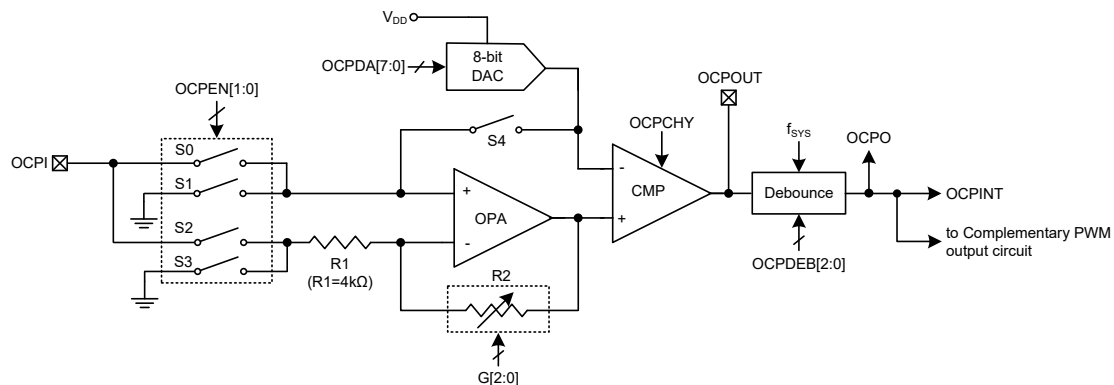 VDD
8-bit
DAC
OCPDA[7:0]
OCPEN[1:0]
OCPOUT
S4
OCPCHY
fSYS
OCPO
OCPI
S0
S1
S2
S3
+
-
OPA
-
+
CMP
Debounce
OCPINT
to Complementary PWM
output circuit
OCPDEB[2:0]
R1
(R1=4kΩ)
R2
G[2:0]